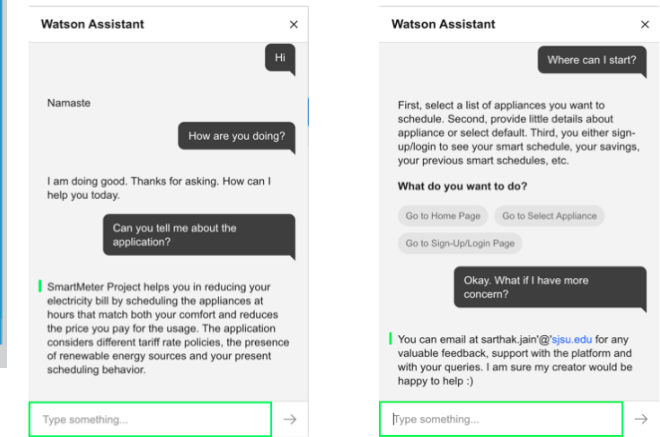 Watson Assistant ×
Hi
Namaste
How are you doing?
I am doing good. Thanks for asking. How can I
help you today.
Can you tell me about the
application?
SmartMeter Project helps you in reducing your
electricity bill by scheduling the appliances at
hours that match both your comfort and reduces
the price you pay for the usage. The application
considers different tariff rate policies, the presence
of renewable energy sources and your present
scheduling behavior.
Type something...
Watson Assistant ×
Where can I start?
First, select a list of appliances you want to
schedule. Second, provide little details about
appliance or select default. Third, you either sign-
up/login to see your smart schedule, your savings,
your previous smart schedules, etc.
What do you want to do?
Go to Home Page Go to Select Appliance
Go to Sign-Up/Login Page
Okay. What if I have more
concern?
You can email at sarthak.jain'@'sjsu.edu for any
valuable feedback, support with the platform and
with your queries. I am sure my creator would be
happy to help :)
Type something...